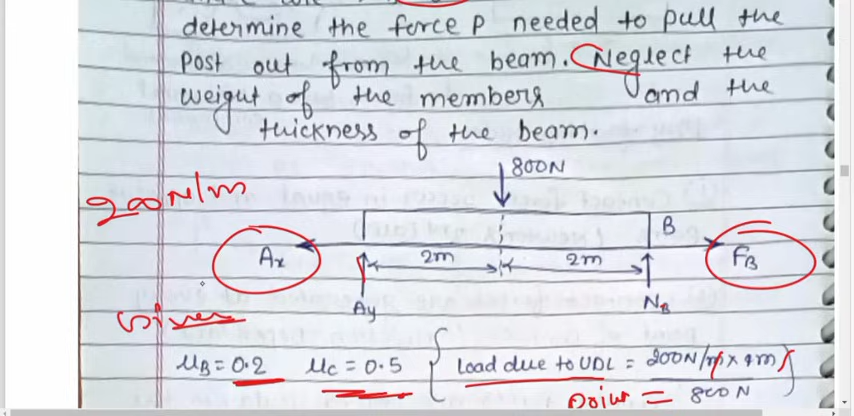 determine the force P needed to pull the
post out from the beam. Neglect the
weight of the members and the
thickness of the beam.
800N
200 N/m
B
Ax
2m
2m
FB
Ay
NB
Given
μB = 0.2 μC = 0.5 { Load due to UDL = 200N/m x 4m }
Point = 800 N